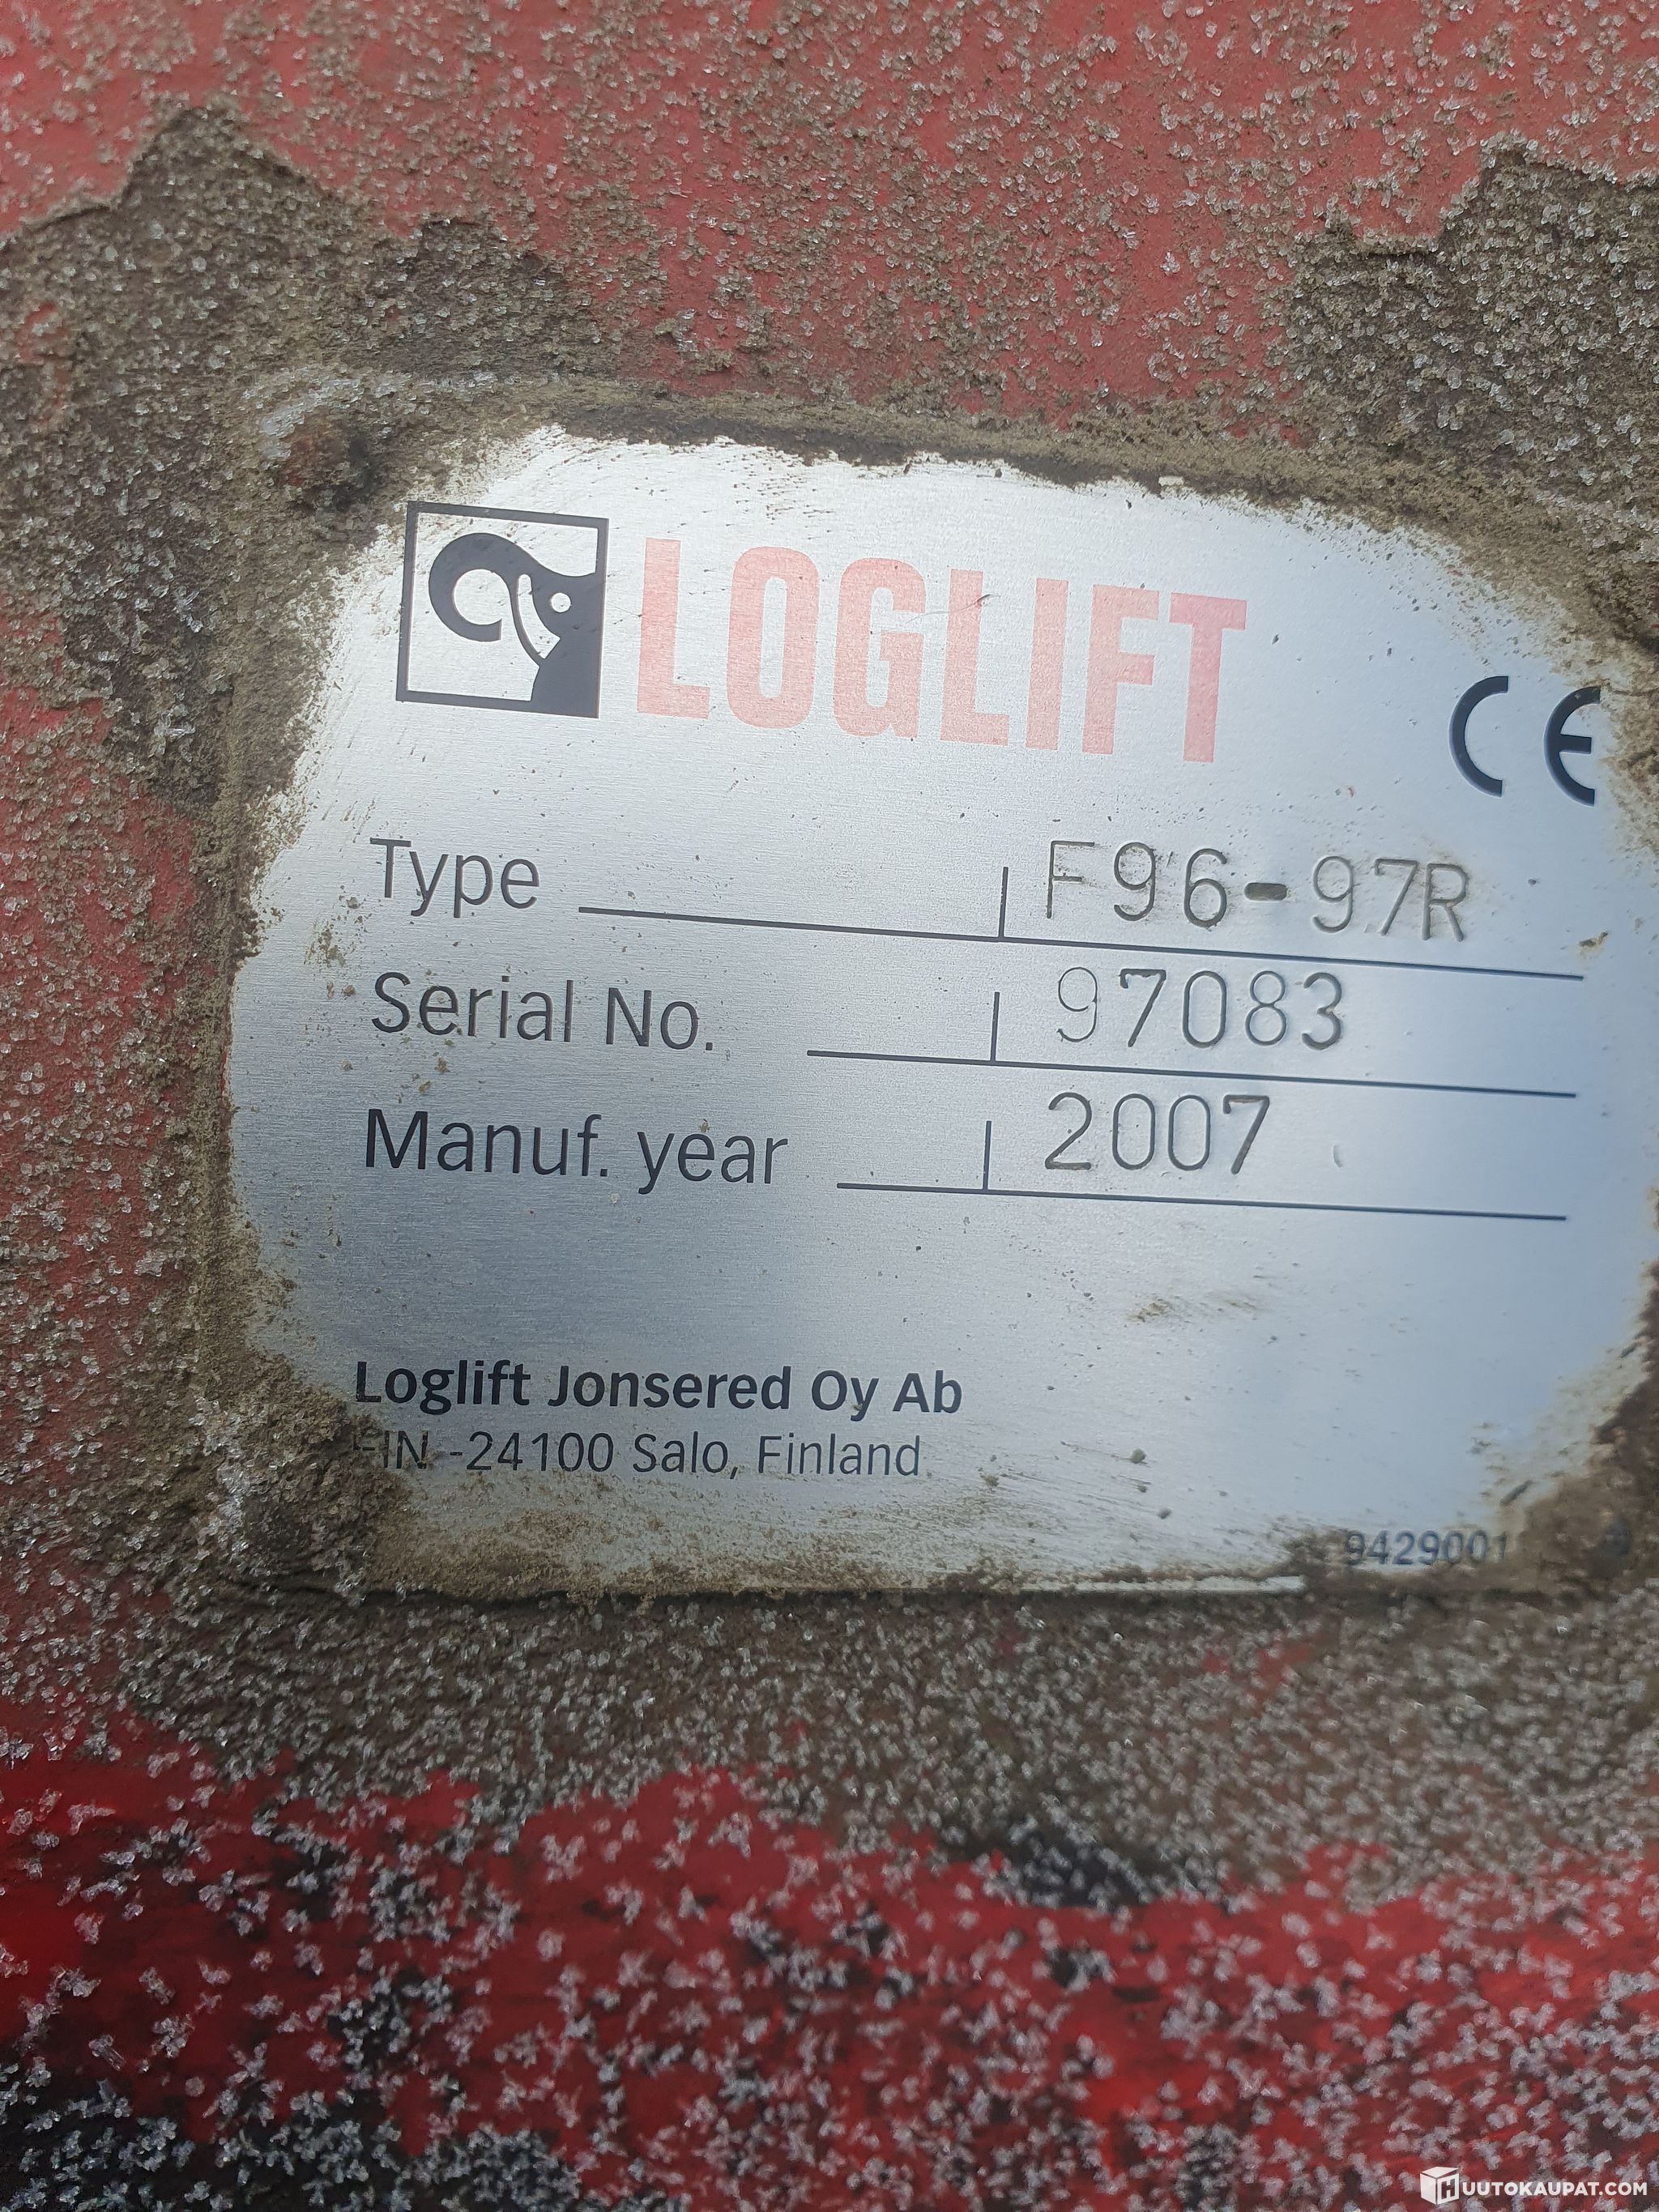 LOGLIFT
CE
Type F96-97R
Serial No. 97083
Manuf. year 2007
Loglift Jonsered Oy Ab
FIN -24100 Salo, Finland
9429001
HUUTOKAUPAT.COM